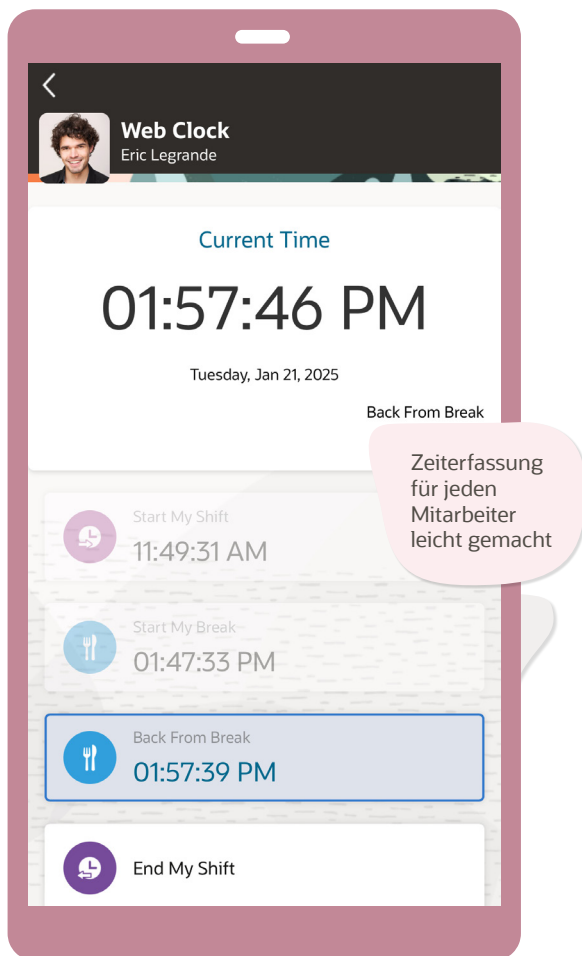 Web Clock
Eric Legrande
Current Time
01:57:46 PM
Tuesday, Jan 21, 2025
Back From Break
Zeiterfassung
für jeden
Mitarbeiter
leicht gemacht
Start My Shift
11:49:31 AM
Start My Break
01:47:33 PM
Back From Break
01:57:39 PM
End My Shift